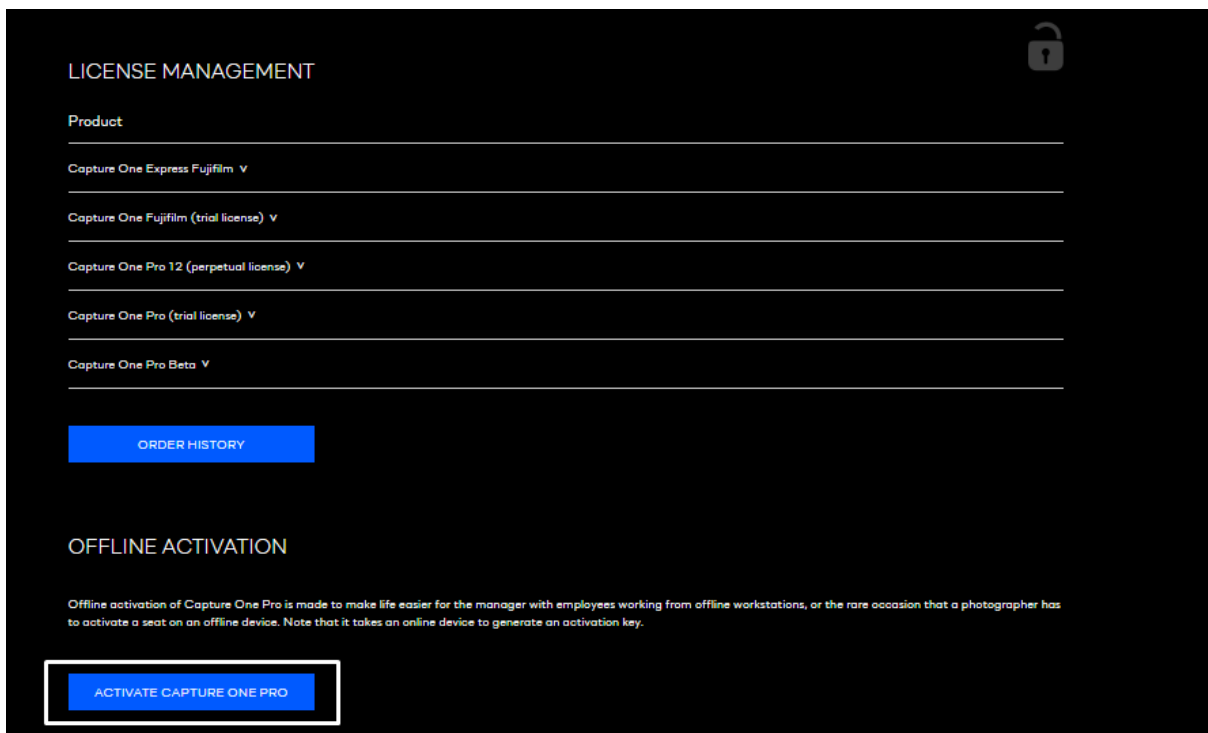 LICENSE MANAGEMENT
Product
Capture One Express Fujifilm v
Capture One Fujifilm (trial license) v
Capture One Pro 12 (perpetual license) v
Capture One Pro (trial license) v
Capture One Pro Beta v
ORDER HISTORY
OFFLINE ACTIVATION
Offline activation of Capture One Pro is made to make life easier for the manager with employees working from offline workstations, or the rare occasion that a photographer has
to activate a seat on an offline device. Note that it takes an online device to generate an activation key.
ACTIVATE CAPTURE ONE PRO